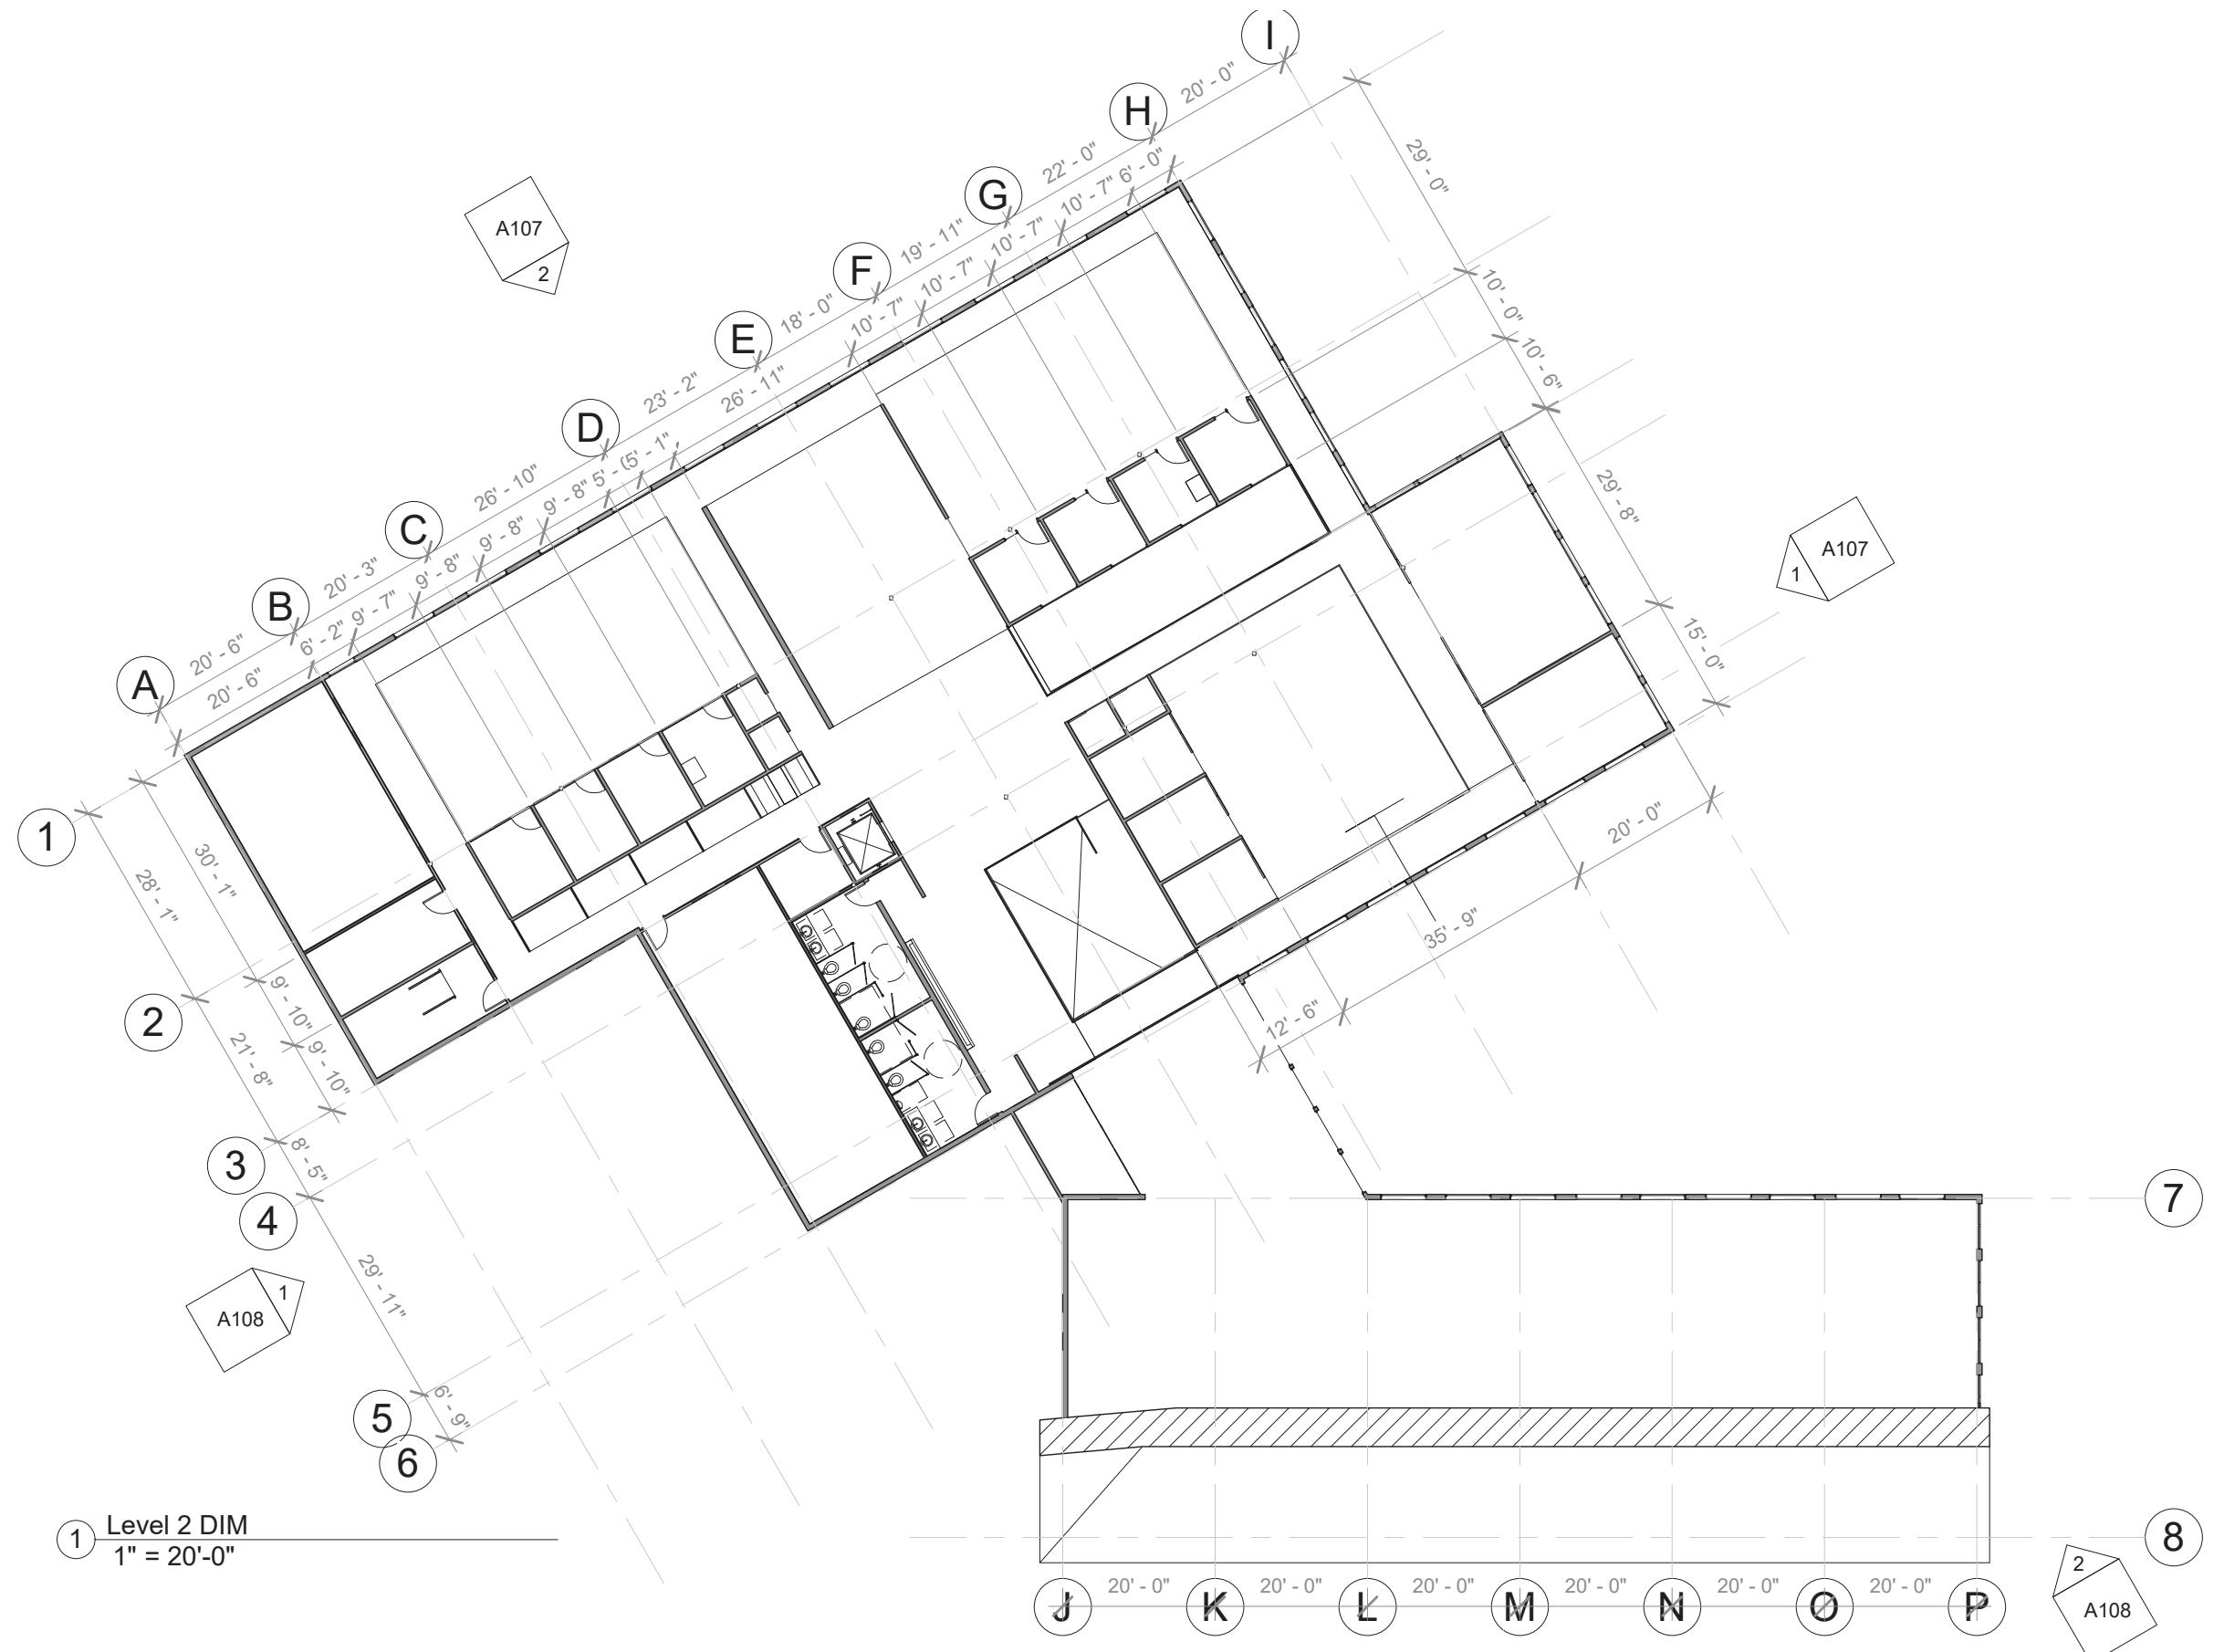 I
H
20' - 0"
G
22' - 0"
6' - 0"
10' - 7"
29' - 0"
F
19' - 11"
10' - 7"
A107
2
E
18' - 0"
10' - 7"
10' - 7"
10' - 0"
10' - 6"
D
23' - 2"
26' - 11"
C
26' - 10"
5' - 1"
9' - 8"
29' - 8"
A107
1
B
20' - 3"
9' - 8"
9' - 8"
9' - 7"
6' - 2"
A
20' - 6"
20' - 6"
15' - 0"
1
30' - 1"
28' - 1"
20' - 0"
35' - 9"
12' - 6"
2
9' - 10"
21' - 8"
9' - 10"
3
8' - 5"
4
7
29' - 11"
A108
1
5
6' - 9"
6
1
Level 2 DIM
1" = 20'-0"
8
2
A108
20' - 0"
20' - 0"
20' - 0"
20' - 0"
20' - 0"
20' - 0"
J
K
L
M
N
O
P